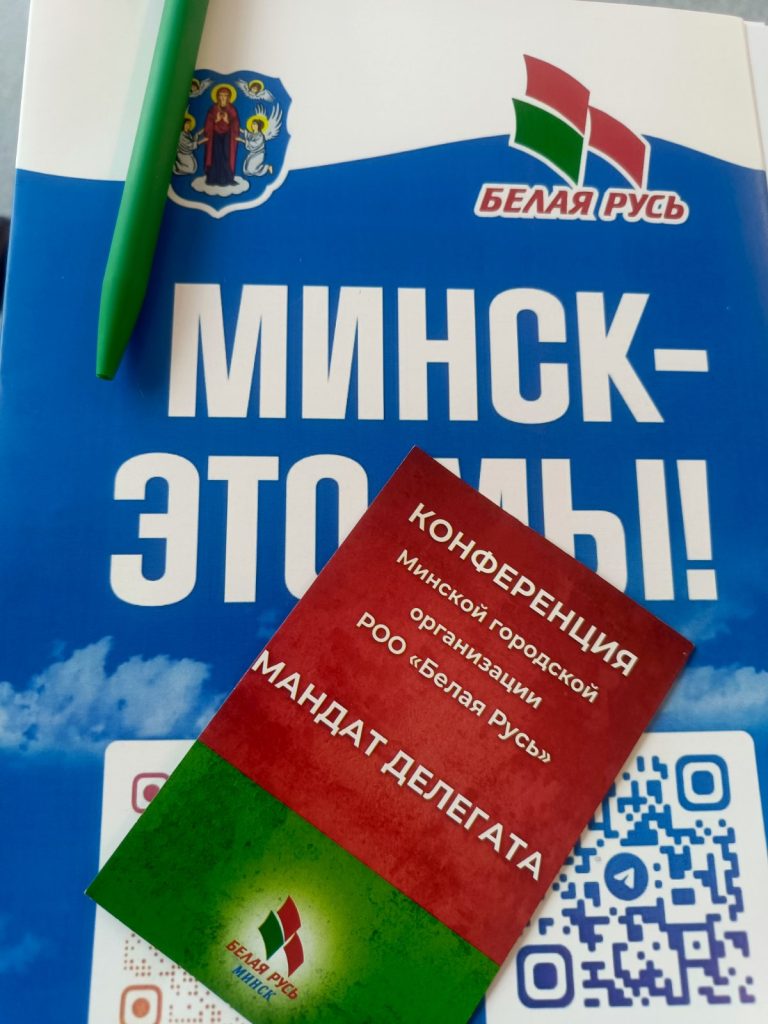 БЕЛАЯ РУСЬ
МИНСК-
ЭТО МЫ!
КОНФЕРЕНЦИЯ
Минской городской
организации
РОО «Белая Русь»
МАНДАТ ДЕЛЕГАТА
БЕЛАЯ РУСЬ
МИНСК